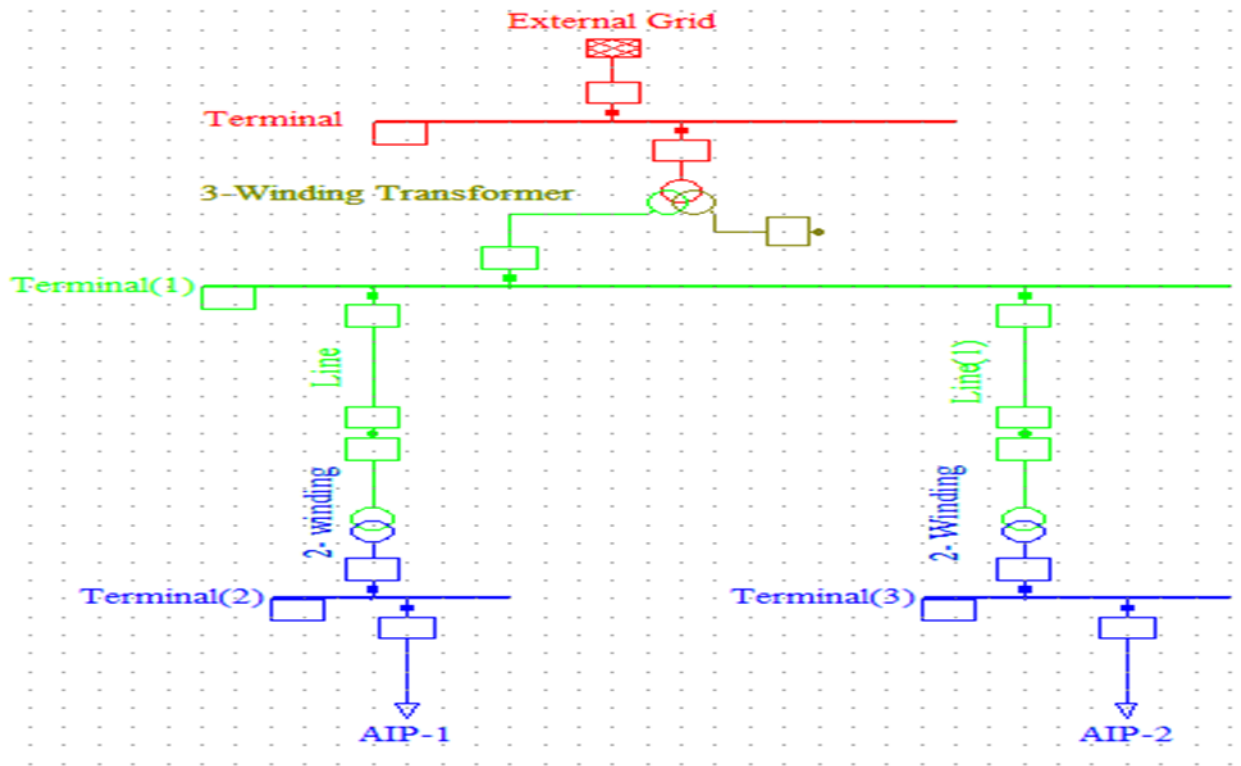 External Grid
Terminal
3-Winding Transformer
Terminal(1)
Line
Line(1)
2- winding
2- Winding
Terminal(2)
Terminal(3)
AIP-1
AIP-2